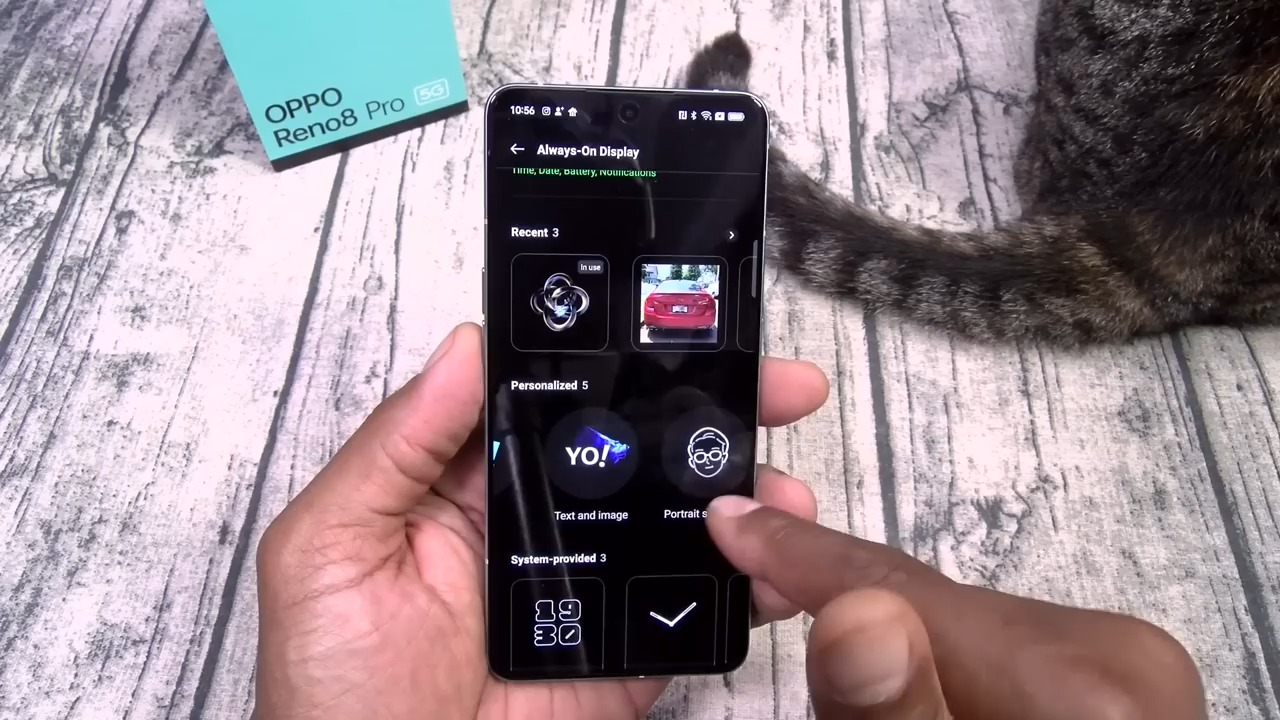 OPPO
Reno8 Pro 5G
10:56
Always-On Display
Time, Date, Battery, Notifications
Recent 3
In use
Personalized 5
YO!
Text and image
Portrait
System-provided 3
19
30